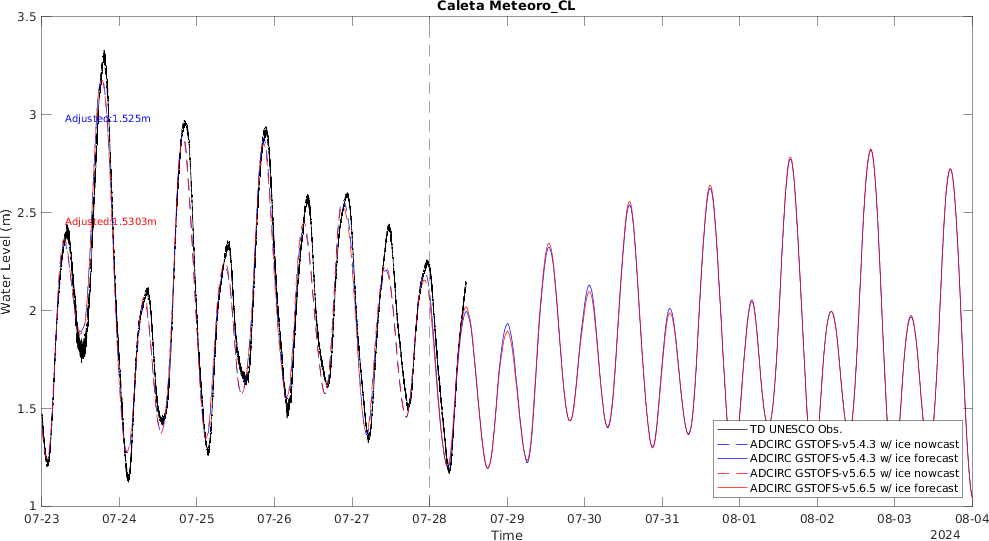 Caleta Meteoro_CL
3.5
3
2.5
2
1.5
1
Water Level (m)
Adjusted:1.525m
Adjusted:1.5303m
TD UNESCO Obs.
ADCIRC GSTOFS-v5.4.3 w/ ice nowcast
ADCIRC GSTOFS-v5.4.3 w/ ice forecast
ADCIRC GSTOFS-v5.6.5 w/ ice nowcast
ADCIRC GSTOFS-v5.6.5 w/ ice forecast
07-23 07-24 07-25 07-26 07-27 07-28 07-29 07-30 07-31 08-01 08-02 08-03 08-04
Time
2024